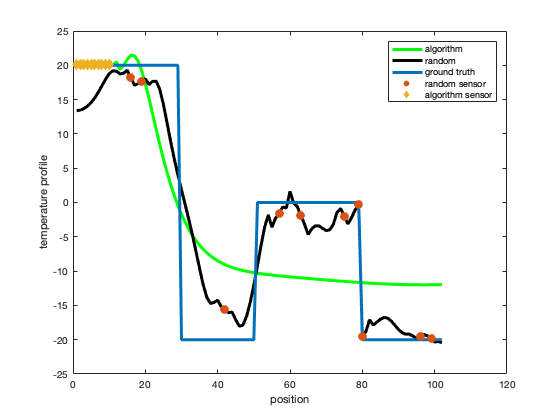 25
20
15
10
5
0
-5
-10
-15
-20
-25
temperature profile
0
20
40
60
80
100
120
position
algorithm
random
ground truth
random sensor
algorithm sensor